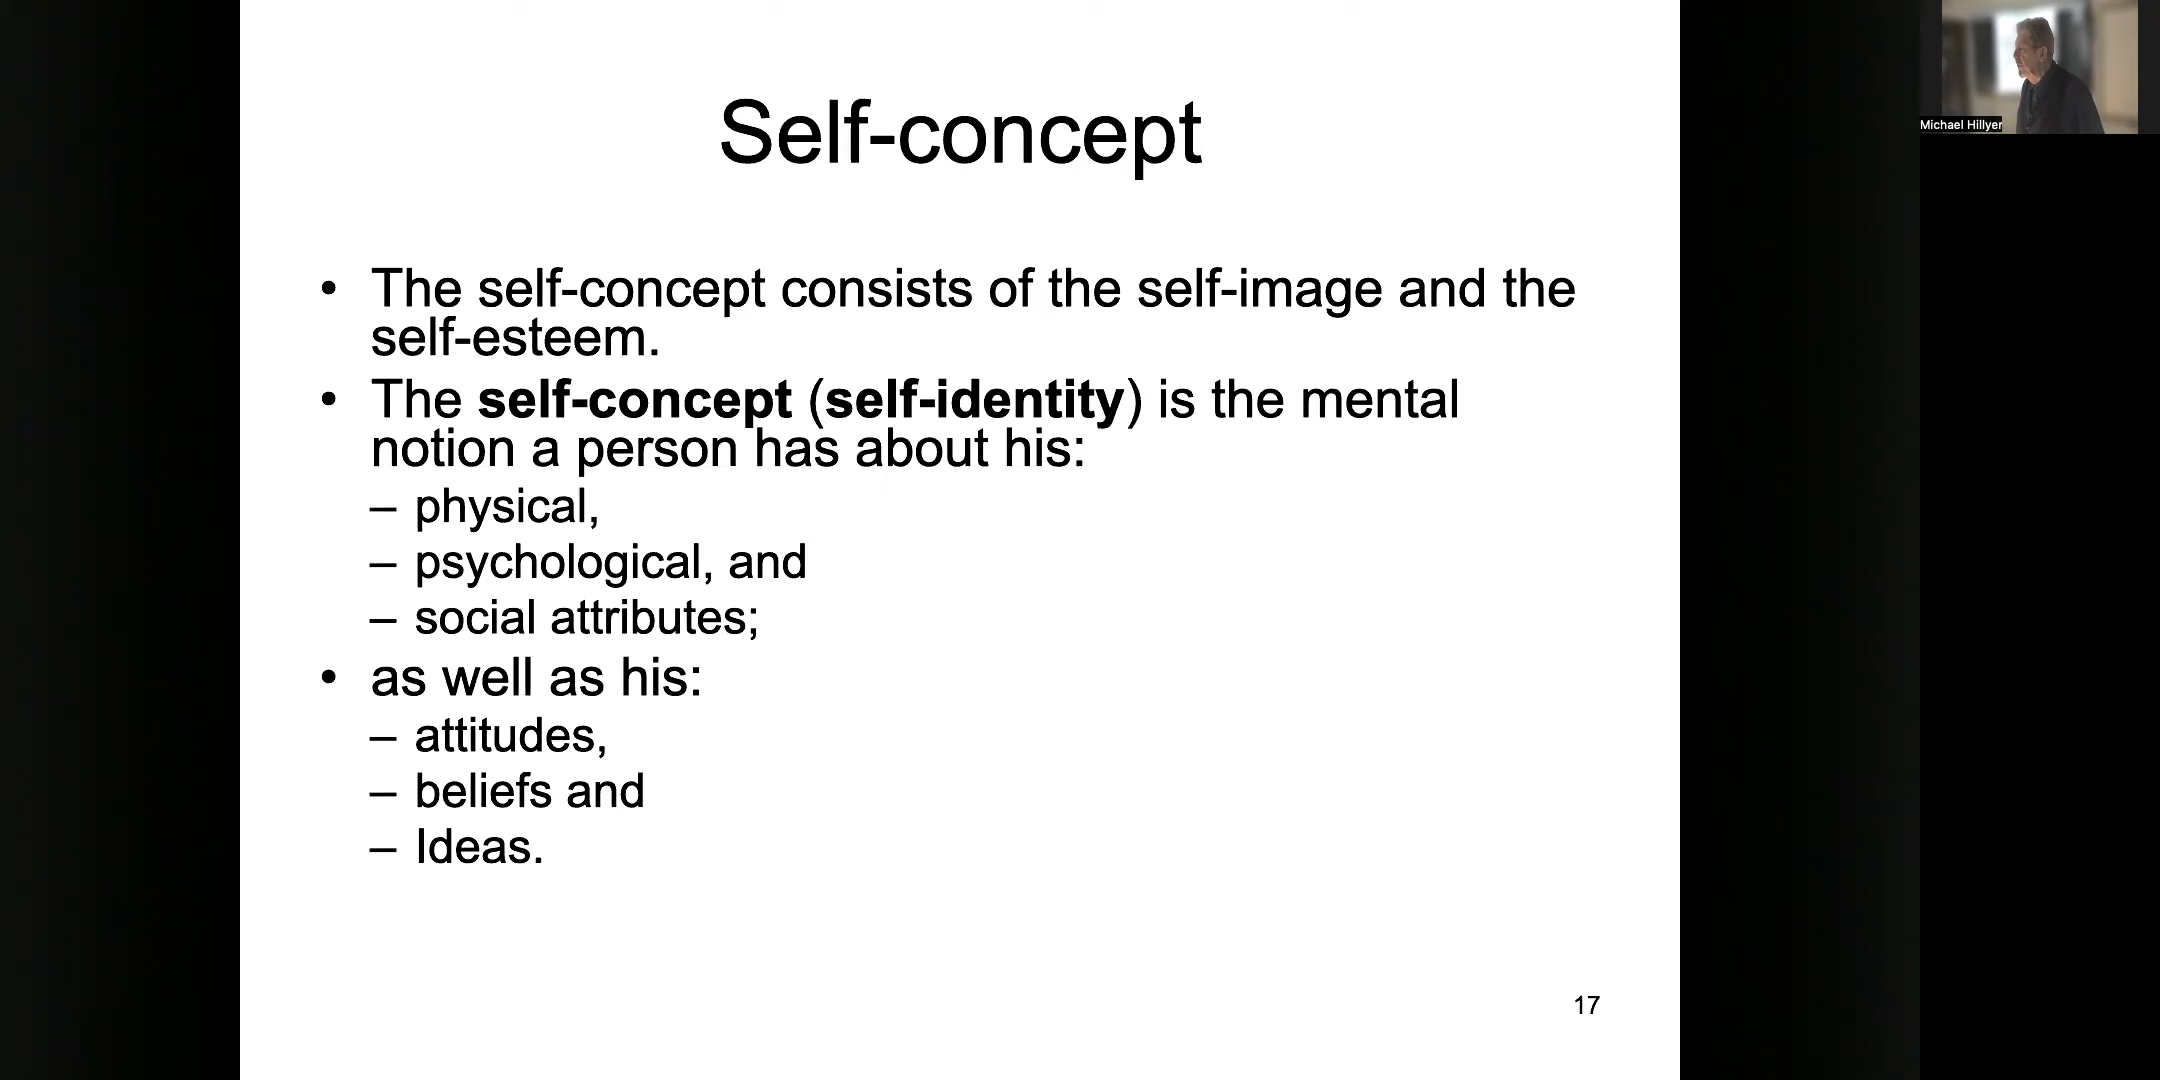 Self-concept
• The self-concept consists of the self-image and the
self-esteem.
• The self-concept (self-identity) is the mental
notion a person has about his:
– physical,
– psychological, and
– social attributes;
• as well as his:
– attitudes,
– beliefs and
– Ideas.
17
Michael Hillyer